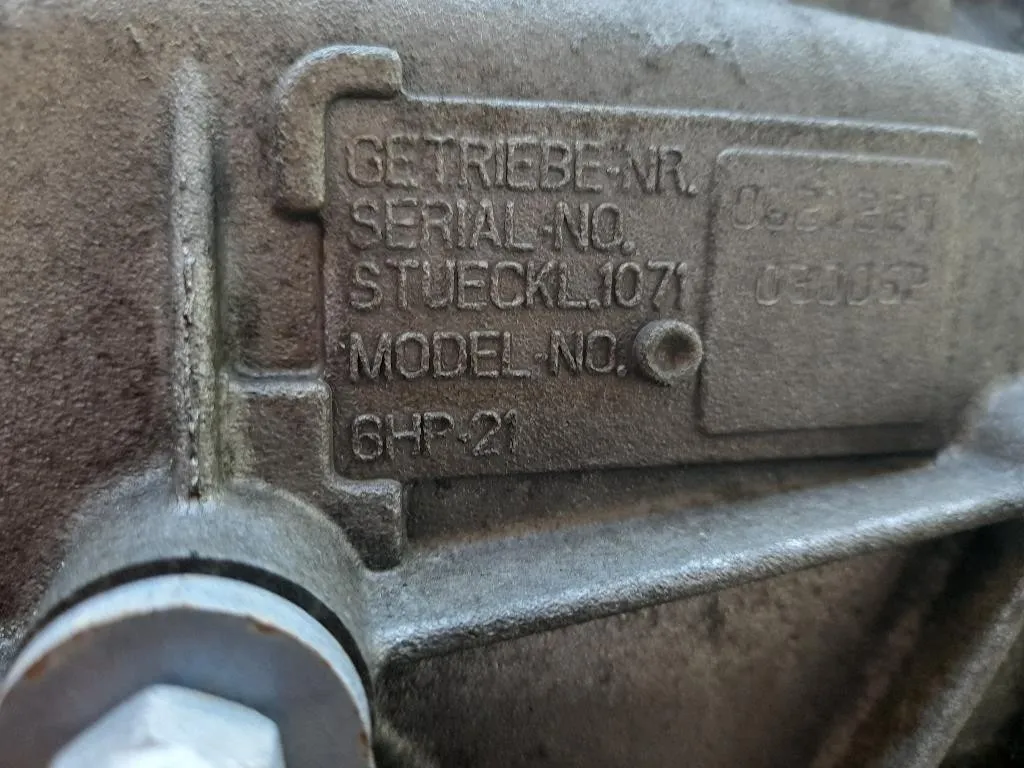 GETRIEBE-NR.
SERIAL-NO.
STUECKL.1071
MODEL-NO.
6HP-21